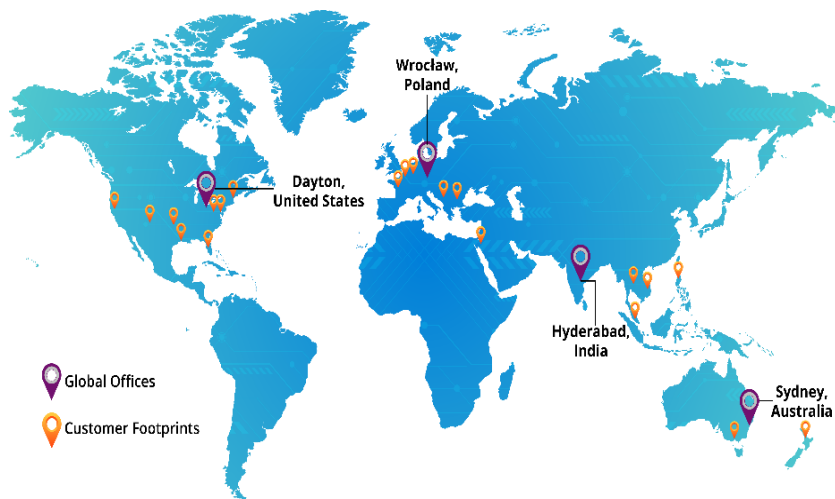 Wrocław,
Poland
Dayton,
United States
Hyderabad,
India
Sydney,
Australia
Global Offices
Customer Footprints